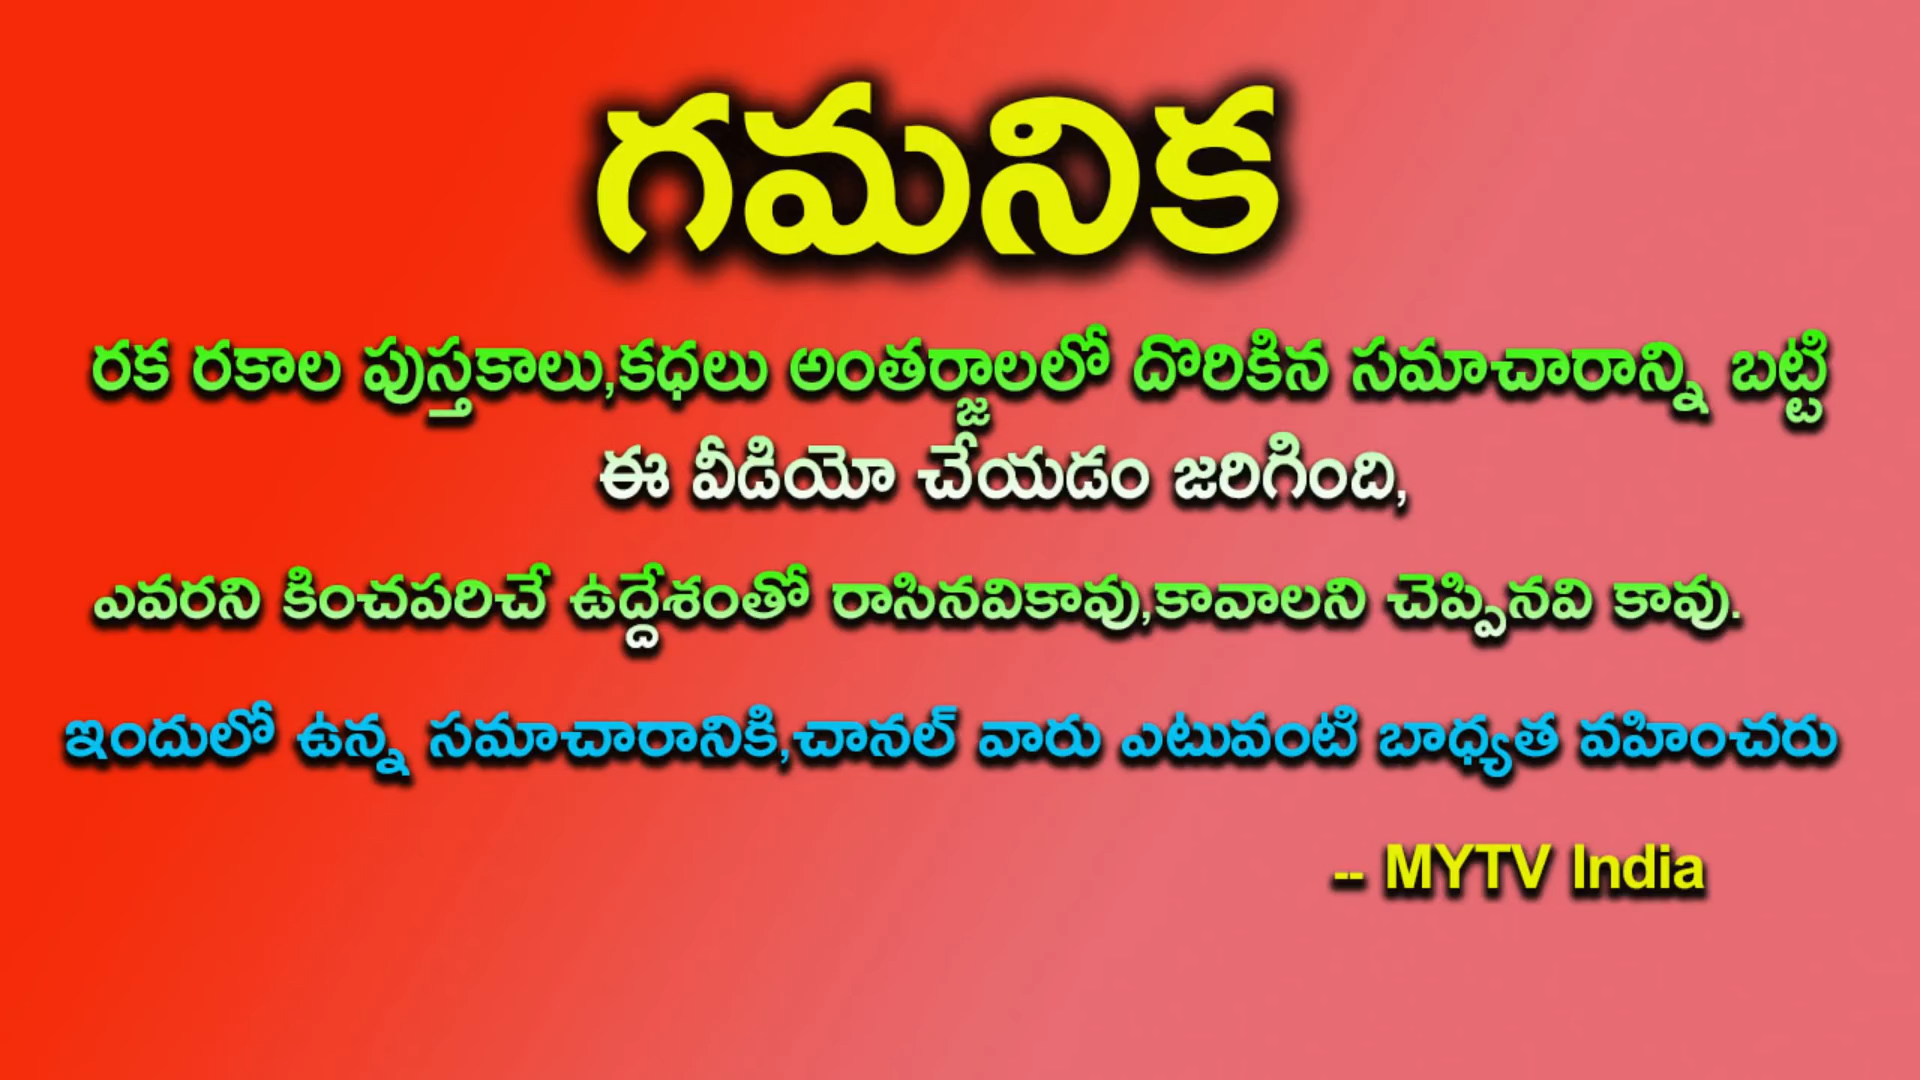 గమనిక
రక రకాల పుస్తకాలు,కధలు అంతర్జాలలో దొరికిన సమాచారాన్ని బట్టి
ఈ వీడియో చేయడం జరిగింది,
ఎవరని కించపరిచే ఉద్దేశంతో రాసినవికావు,కావాలని చెప్పినవి కావు.
ఇందులో ఉన్న సమాచారానికి,చానల్ వారు ఎటువంటి బాధ్యత వహించరు
-- MYTV India